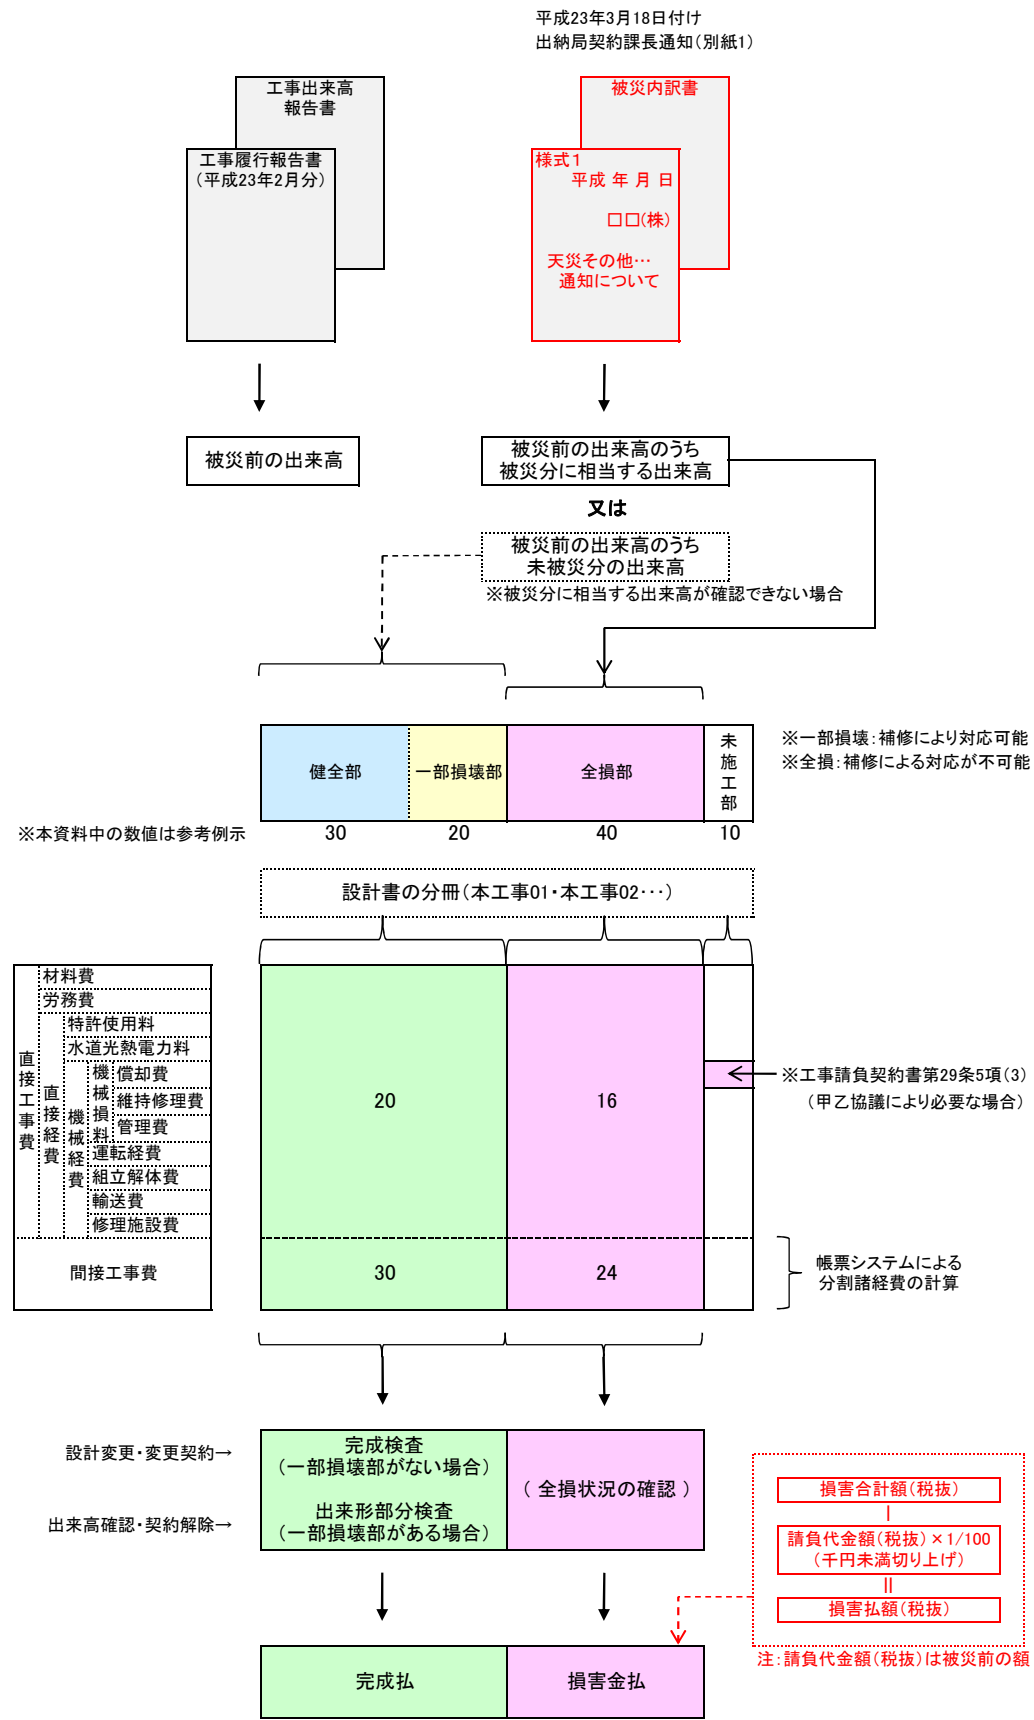 平成23年3月18日付け
出納局契約課長通知(別紙1)
工事出来高
報告書
工事履行報告書
(平成23年2月分)
被災内訳書
様式1
平成 年 月 日
□□(株)
天災その他…
通知について
被災前の出来高
被災前の出来高のうち
被災分に相当する出来高
又は
被災前の出来高のうち
未被災分の出来高
※被災分に相当する出来高が確認できない場合
健全部
一部損壊部
全損部
未施工部
※一部損壊:補修により対応可能
※全損:補修による対応が不可能
※本資料中の数値は参考例示
30
20
40
10
設計書の分冊(本工事01・本工事02・・・)
直接工事費
材料費
労務費
直接経費
特許使用料
水道光熱電力料
機械経費
機械損料
償却費
維持修理費
管理費
運転経費
組立解体費
輸送費
修理施設費
間接工事費
20
16
30
24
※工事請負契約書第29条5項(3)
(甲乙協議により必要な場合)
帳票システムによる
分割諸経費の計算
設計変更・変更契約→
出来高確認・契約解除→
完成検査
(一部損壊部がない場合)
出来形部分検査
(一部損壊部がある場合)
( 全損状況の確認 )
損害合計額(税抜)
|
請負代金額(税抜)×1/100
(千円未満切り上げ)
||
損害払額(税抜)
注:請負代金額(税抜)は被災前の額
完成払
損害金払